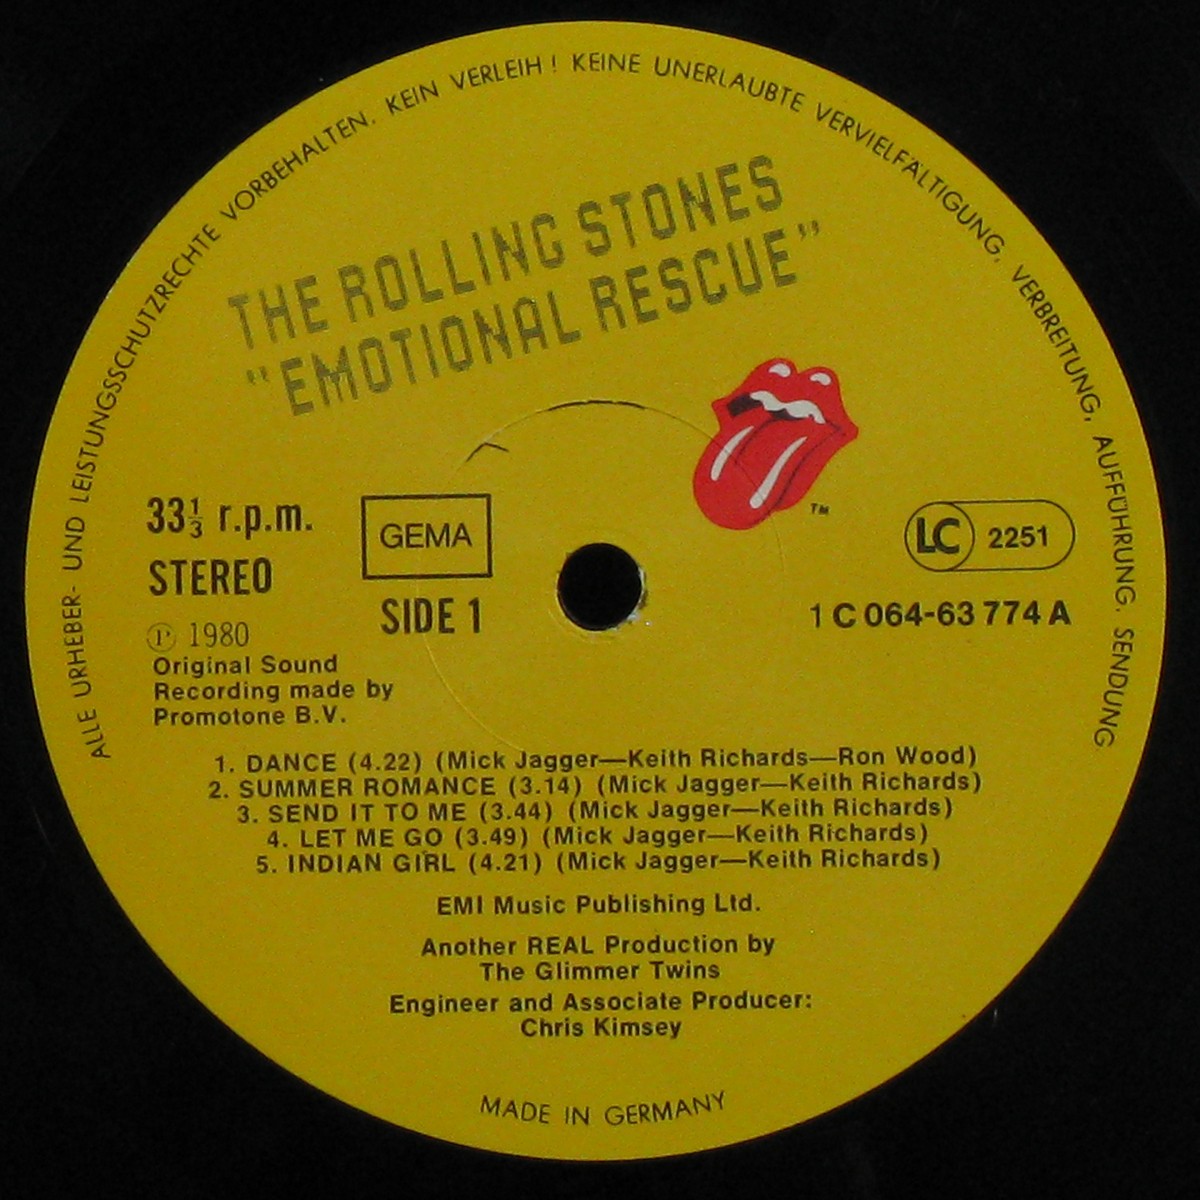 ALLE URHEBER- UND LEISTUNGSSCHUTZRECHTE VORBEHALTEN. KEIN VERLEIH! KEINE UNERLAUBTE VERVIELFÄLTIGUNG, VERBREITUNG, AUFFÜHRUNG, SENDUNG
THE ROLLING STONES
"EMOTIONAL RESCUE"
TM
33⅓ r.p.m.
STEREO
GEMA
SIDE 1
LC 2251
1 C 064-63 774 A
℗ 1980
Original Sound
Recording made by
Promotone B.V.
1. DANCE (4.22) (Mick Jagger—Keith Richards—Ron Wood)
2. SUMMER ROMANCE (3.14) (Mick Jagger—Keith Richards)
3. SEND IT TO ME (3.44) (Mick Jagger—Keith Richards)
4. LET ME GO (3.49) (Mick Jagger—Keith Richards)
5. INDIAN GIRL (4.21) (Mick Jagger—Keith Richards)
EMI Music Publishing Ltd.
Another REAL Production by
The Glimmer Twins
Engineer and Associate Producer:
Chris Kimsey
MADE IN GERMANY